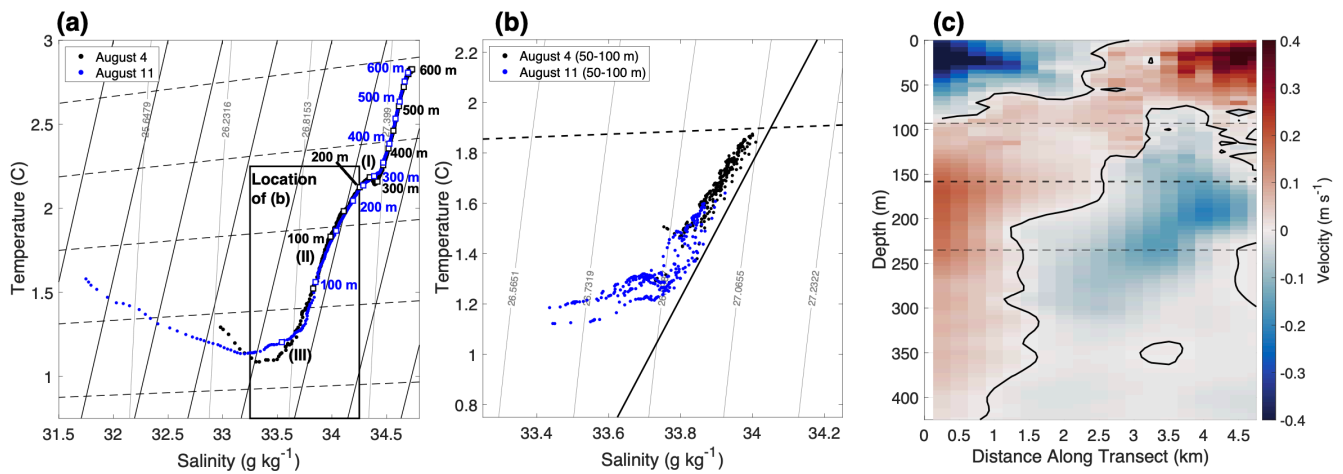 (a)
3
2.5
2
1.5
1
Temperature (C)
31.5
32
32.5
33
33.5
34
34.5
Salinity (g kg⁻¹)
August 4
August 11
25.6479
26.2316
26.8153
27.399
600 m
600 m
500 m
500 m
400 m
400 m
(I)
200 m
300 m
300 m
Location
of (b)
200 m
100 m
(II)
100 m
(III)
(b)
2.2
2
1.8
1.6
1.4
1.2
1
0.8
Temperature (C)
33.4
33.6
33.8
34
34.2
Salinity (g kg⁻¹)
August 4 (50-100 m)
August 11 (50-100 m)
26.5651
26.7319
27.0655
27.2322
(c)
0
50
100
150
200
250
300
350
400
Depth (m)
0
0.5
1
1.5
2
2.5
3
3.5
4
4.5
Distance Along Transect (km)
0.4
0.3
0.2
0.1
0
-0.1
-0.2
-0.3
-0.4
Velocity (m s⁻¹)